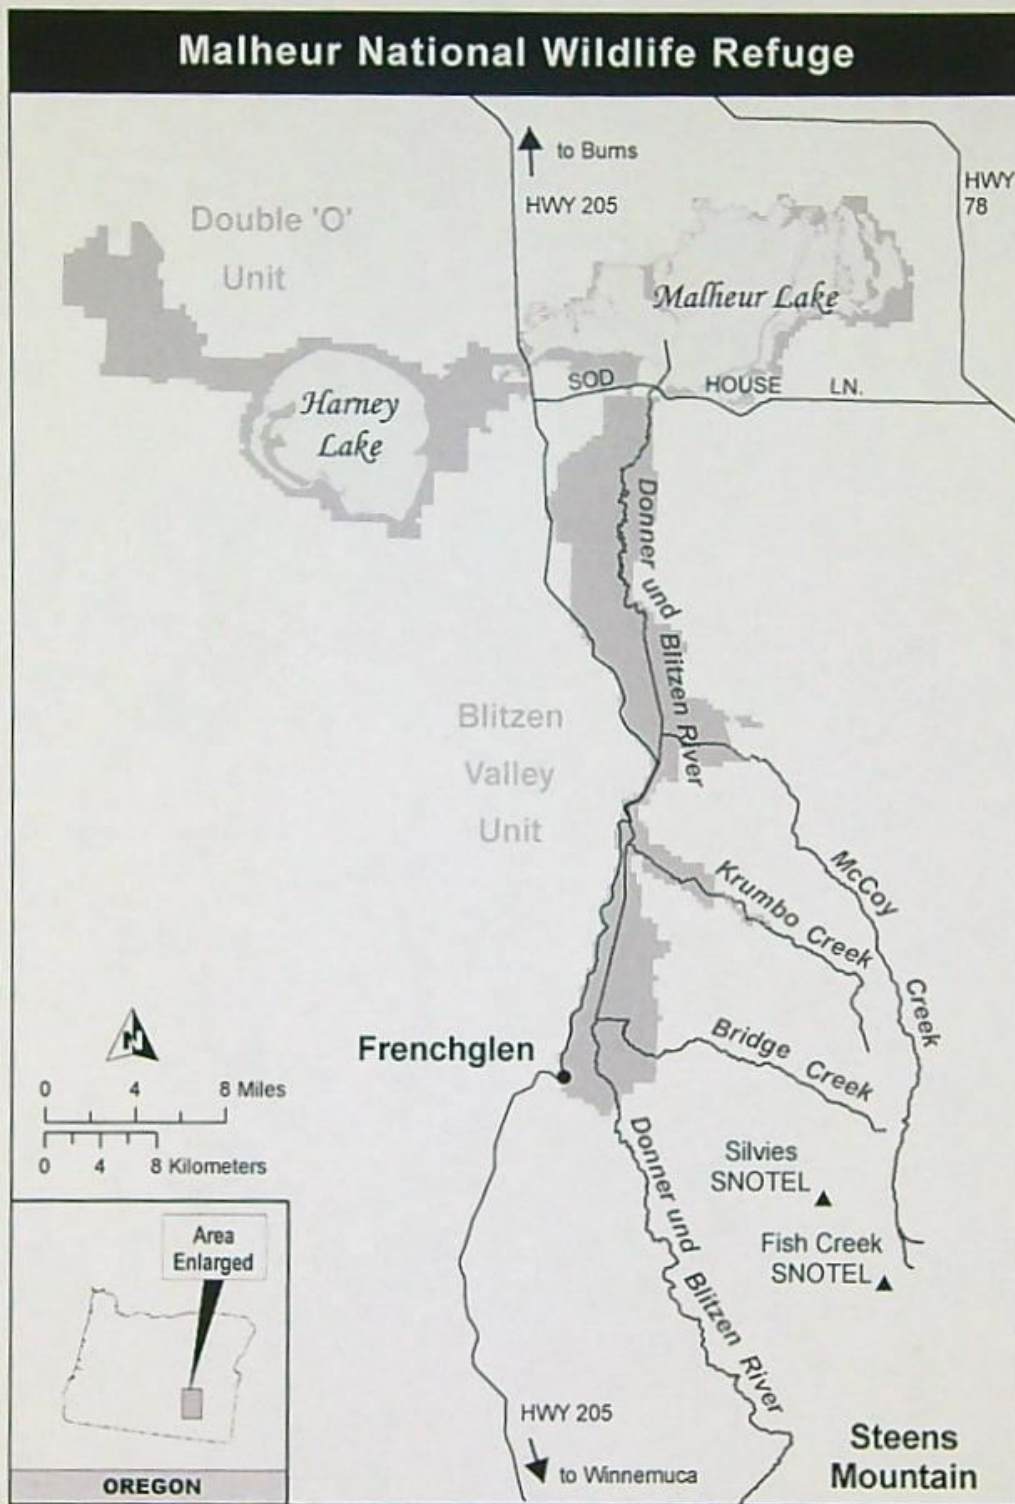 Malheur National Wildlife Refuge
to Burns
HWY 205
HWY
78
Double 'O'
Unit
Malheur Lake
SOD HOUSE LN.
Harney
Lake
Donner und Blitzen River
Blitzen
Valley
Unit
McCoy Creek
Krumbo Creek
Frenchglen
Bridge Creek
N
0 4 8 Miles
0 4 8 Kilometers
Donner und Blitzen River
Silvies
SNOTEL
Fish Creek
SNOTEL
Area
Enlarged
OREGON
HWY 205
to Winnemuca
Steens
Mountain